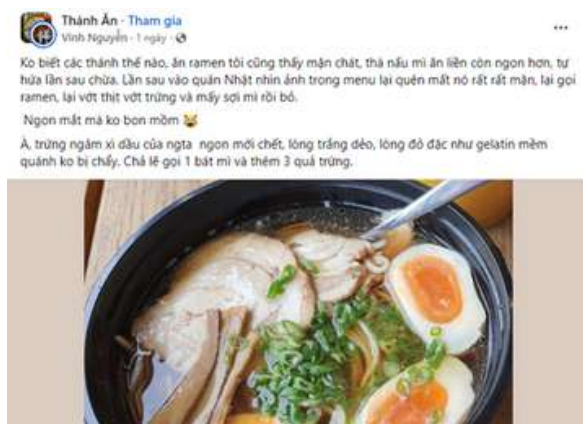 Thánh Ăn · Tham gia
Vinh Nguyễn · 1 ngày ·
Ko biết các thánh thế nào, ăn ramen tôi cũng thấy mặn chát, thà nấu mì ăn liền còn ngon hơn, tự
hứa lần sau chừa. Lần sau vào quán Nhật nhìn ảnh trong menu lại quên mất nó rất rất mặn, lại gọi
ramen, lại vớt thịt vớt trứng và mấy sợi mì rồi bỏ.
Ngon mắt mà ko bon mồm
À, trứng ngâm xì dầu của ngta ngon mới chết, lòng trắng dẻo, lòng đỏ đặc như gelatin mềm
quánh ko bị chảy. Chả lẽ gọi 1 bát mì và thêm 3 quả trứng.